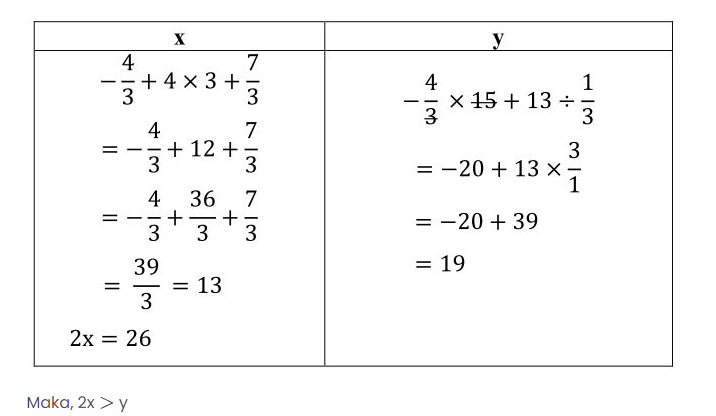 x
−4/3 + 4 × 3 + 7/3
= −4/3 + 12 + 7/3
= −4/3 + 36/3 + 7/3
= 39/3 = 13
2x = 26
y
−4/3 × 15 + 13 ÷ 1/3
= −20 + 13 × 3/1
= −20 + 39
= 19
Maka, 2x > y